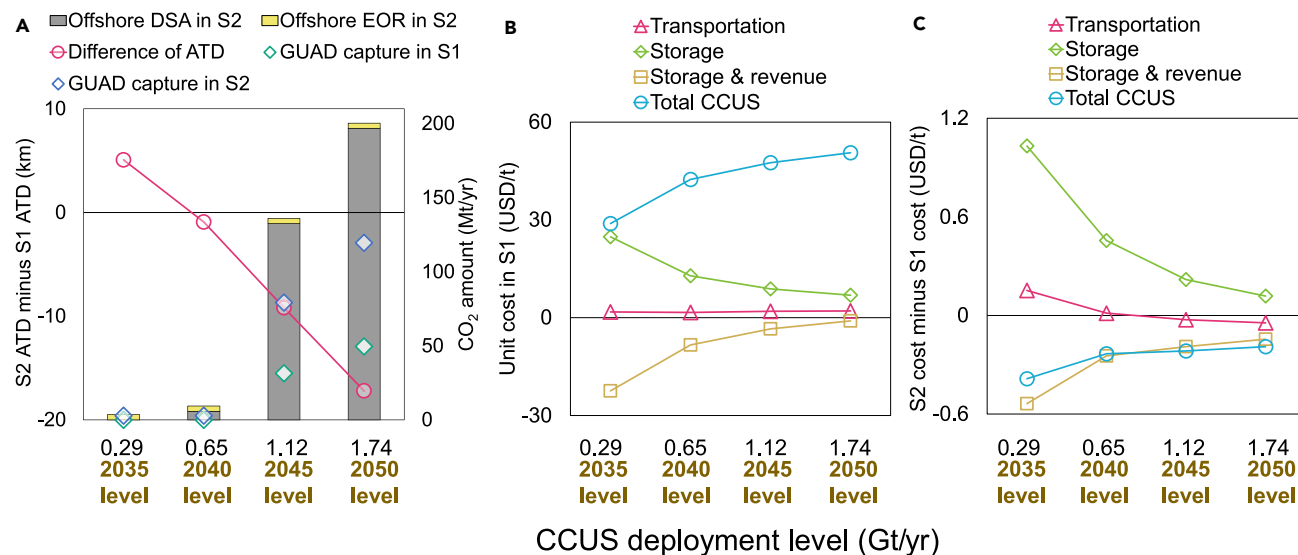 A
Offshore DSA in S2
Offshore EOR in S2
Difference of ATD
GUAD capture in S1
GUAD capture in S2
S2 ATD minus S1 ATD (km)
10
0
-10
-20
CO2 amount (Mt/yr)
200
150
100
50
0
0.29
0.65
1.12
1.74
2035
2040
2045
2050
level
level
level
level
B
Transportation
Storage
Storage & revenue
Total CCUS
Unit cost in S1 (USD/t)
60
30
0
-30
0.29
0.65
1.12
1.74
2035
2040
2045
2050
level
level
level
level
C
Transportation
Storage
Storage & revenue
Total CCUS
S2 cost minus S1 cost (USD/t)
1.2
0.6
0
-0.6
0.29
0.65
1.12
1.74
2035
2040
2045
2050
level
level
level
level
CCUS deployment level (Gt/yr)